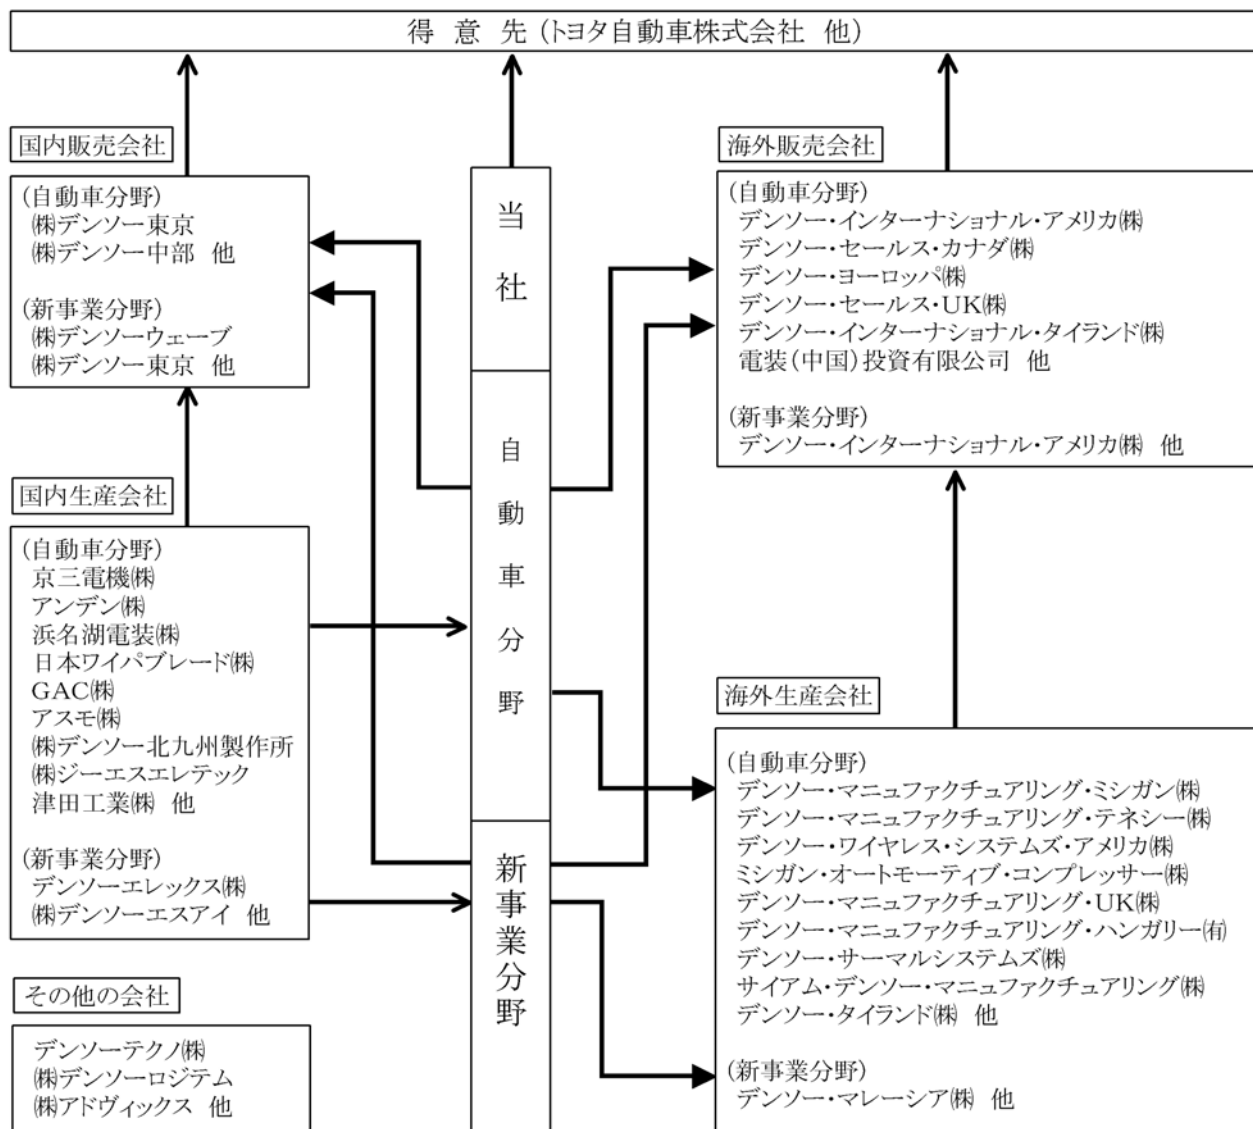 得 意 先 (トヨタ自動車株式会社 他)
国内販売会社
(自動車分野)
㈱デンソー東京
㈱デンソー中部 他
(新事業分野)
㈱デンソーウェーブ
㈱デンソー東京 他
国内生産会社
(自動車分野)
京三電機㈱
アンデン㈱
浜名湖電装㈱
日本ワイパブレード㈱
GAC㈱
アスモ㈱
㈱デンソー北九州製作所
㈱ジーエスエレテック
津田工業㈱ 他
(新事業分野)
デンソーエレックス㈱
㈱デンソーエスアイ 他
その他の会社
デンソーテクノ㈱
㈱デンソーロジテム
㈱アドヴィックス 他
当社
自動車分野
新事業分野
海外販売会社
(自動車分野)
デンソー・インターナショナル・アメリカ㈱
デンソー・セールス・カナダ㈱
デンソー・ヨーロッパ㈱
デンソー・セールス・UK㈱
デンソー・インターナショナル・タイランド㈱
電装(中国)投資有限公司 他
(新事業分野)
デンソー・インターナショナル・アメリカ㈱ 他
海外生産会社
(自動車分野)
デンソー・マニュファクチュアリング・ミシガン㈱
デンソー・マニュファクチュアリング・テネシー㈱
デンソー・ワイヤレス・システムズ・アメリカ㈱
ミシガン・オートモーティブ・コンプレッサー㈱
デンソー・マニュファクチュアリング・UK㈱
デンソー・マニュファクチュアリング・ハンガリー㈲
デンソー・サーマルシステムズ㈱
サイアム・デンソー・マニュファクチュアリング㈱
デンソー・タイランド㈱ 他
(新事業分野)
デンソー・マレーシア㈱ 他